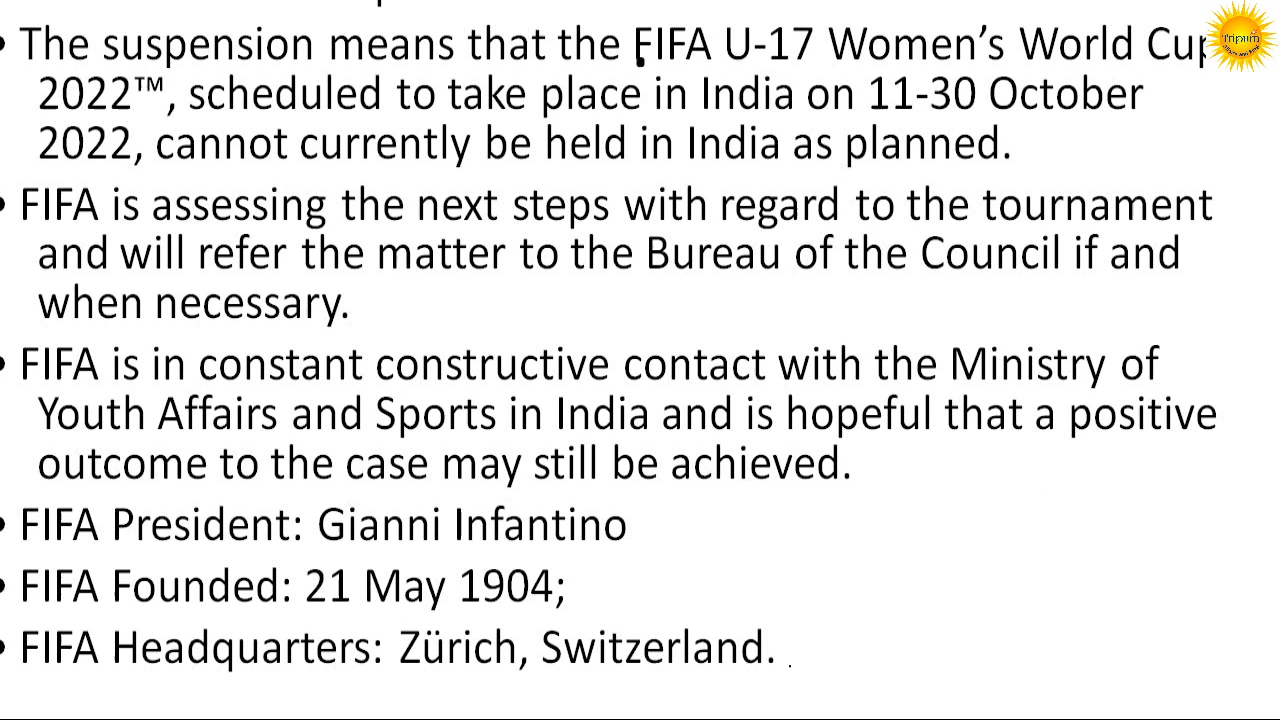 • The suspension means that the FIFA U-17 Women's World Cup
2022™, scheduled to take place in India on 11-30 October
2022, cannot currently be held in India as planned.
• FIFA is assessing the next steps with regard to the tournament
and will refer the matter to the Bureau of the Council if and
when necessary.
• FIFA is in constant constructive contact with the Ministry of
Youth Affairs and Sports in India and is hopeful that a positive
outcome to the case may still be achieved.
• FIFA President: Gianni Infantino
• FIFA Founded: 21 May 1904;
• FIFA Headquarters: Zürich, Switzerland.